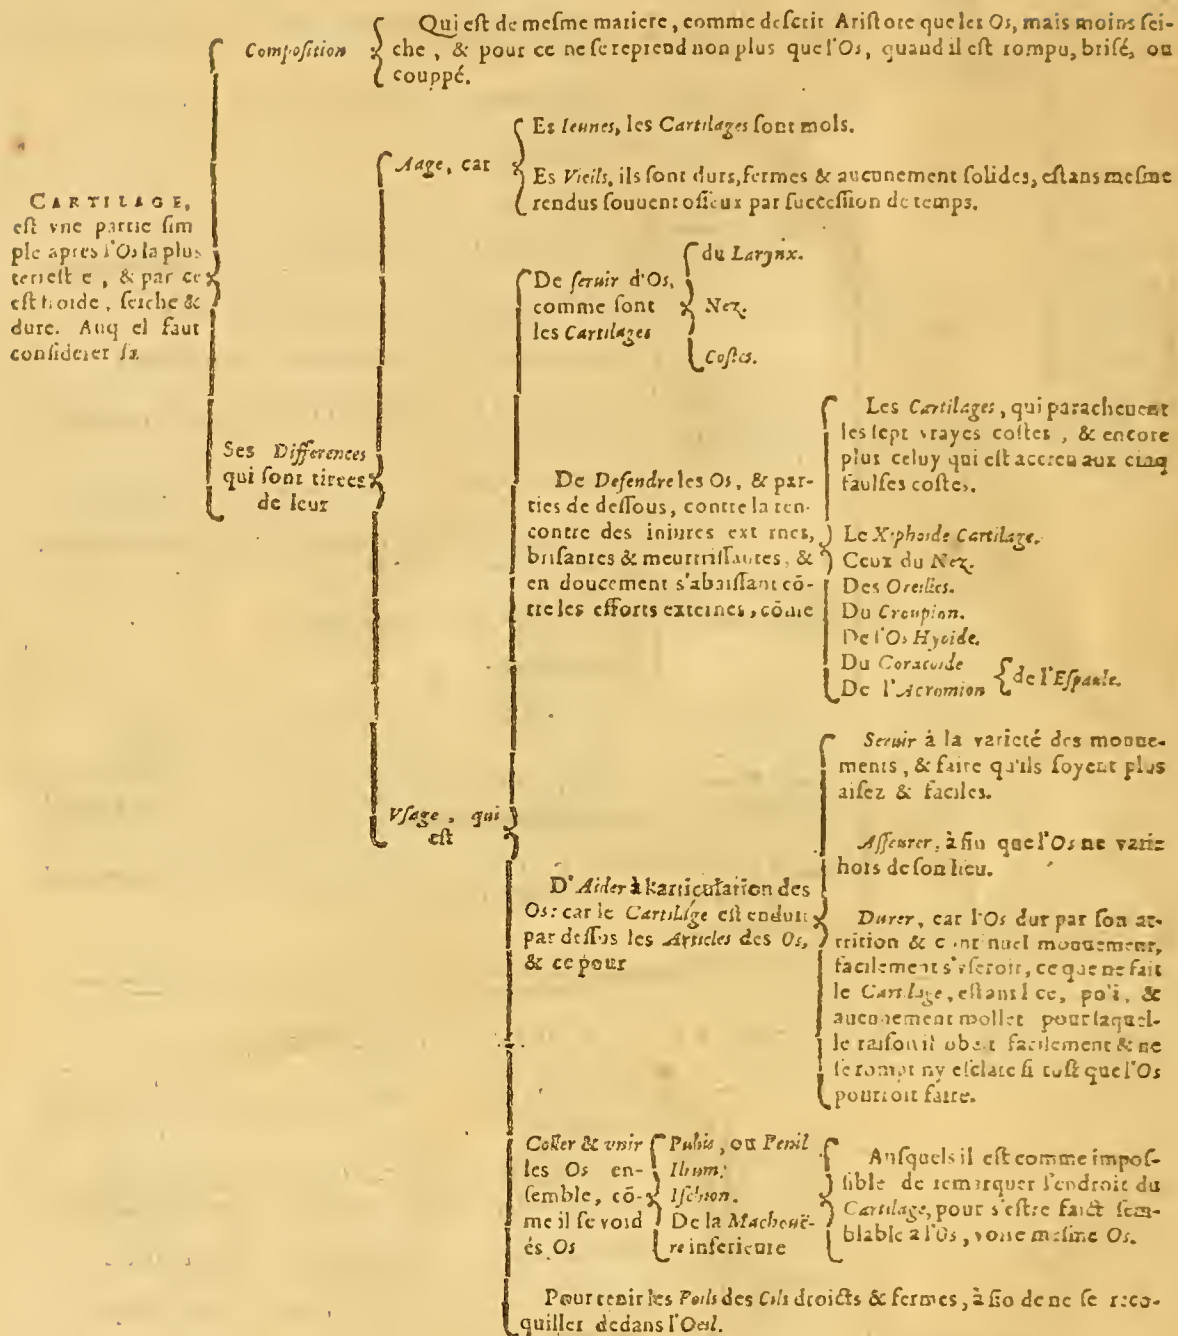 CARTILAGE,
eſt vne partie ſim
ple apres l'Os la plus
terreſt e, & par ce
eſt froide, ſeiche &
dure. Auq el faut
conſiderer ſa
Compoſition
Qui eſt de meſme matiere, comme deſcrit Ariſtote que les Os, mais moins ſei-
che, & pour ce ne ſe reprend non plus que l'Os, quand il eſt rompu, briſé, ou
couppé.
Ses Differences
qui ſont tirees
de leur
Aage, car
Es Ieunes, les Cartilages ſont mols.
Es Vieils, ils ſont durs, fermes & aucunement ſolides, eſtans meſme
rendus ſouuent oſſeux par ſucceſſion de temps.
Vſage, qui
eſt
De ſeruir d'Os,
comme ſont
les Cartilages
du Larynx.
Nez.
Coſtes.
De Defendre les Os, & par-
ties de deſſous, contre la ren-
contre des iniures ext rnes,
briſantes & meurtriſſantes, &
en doucement s'abaiſſant cō-
tre les efforts externes, cōme
Les Cartilages, qui paracheuent
les ſept vrayes coſtes, & encore
plus celuy qui eſt accreu aux cinq
faulſes coſtes.
Le Xiphoide Cartilage.
Ceux du Nez.
Des Oreilles.
Du Croupion.
De l'Os Hyoide.
Du Coracoide
De l'Acromion
de l'Eſpaule.
D'Aider à l'articulation des
Os: car le Cartilage eſt enduit
par deſſus les Articles des Os,
& ce pour
Seruir à la varieté des mouue-
ments, & faire qu'ils ſoyent plus
aiſez & faciles.
Aſſeurer, à fin que l'Os ne varie
hors de ſon lieu.
Durer, car l'Os dur par ſon at-
trition & c nt nuel mouuement,
facilement s'vſeroit, ce que ne fait
le Cartilage, eſtant l ce, po'i, &
aucunement mollet pour laquel-
le raiſon il obe t facilement & ne
ſe rompt ny eſclate ſi toſt que l'Os
pourroit faire.
Coller & vnir
les Os en-
ſemble, cō-
me il ſe void
és Os
Pubis, ou Penil
Ilium;
Iſchion.
De la Machouë-
re inferieure
Auſquels il eſt comme impoſ-
ſible de remarquer l'endroit du
Cartilage, pour s'eſtre faict ſem-
blable à l'Os, voire meſme Os.
Pour tenir les Poils des Cils droicts & fermes, à fin de ne ſe reco-
quiller dedans l'Oeil.